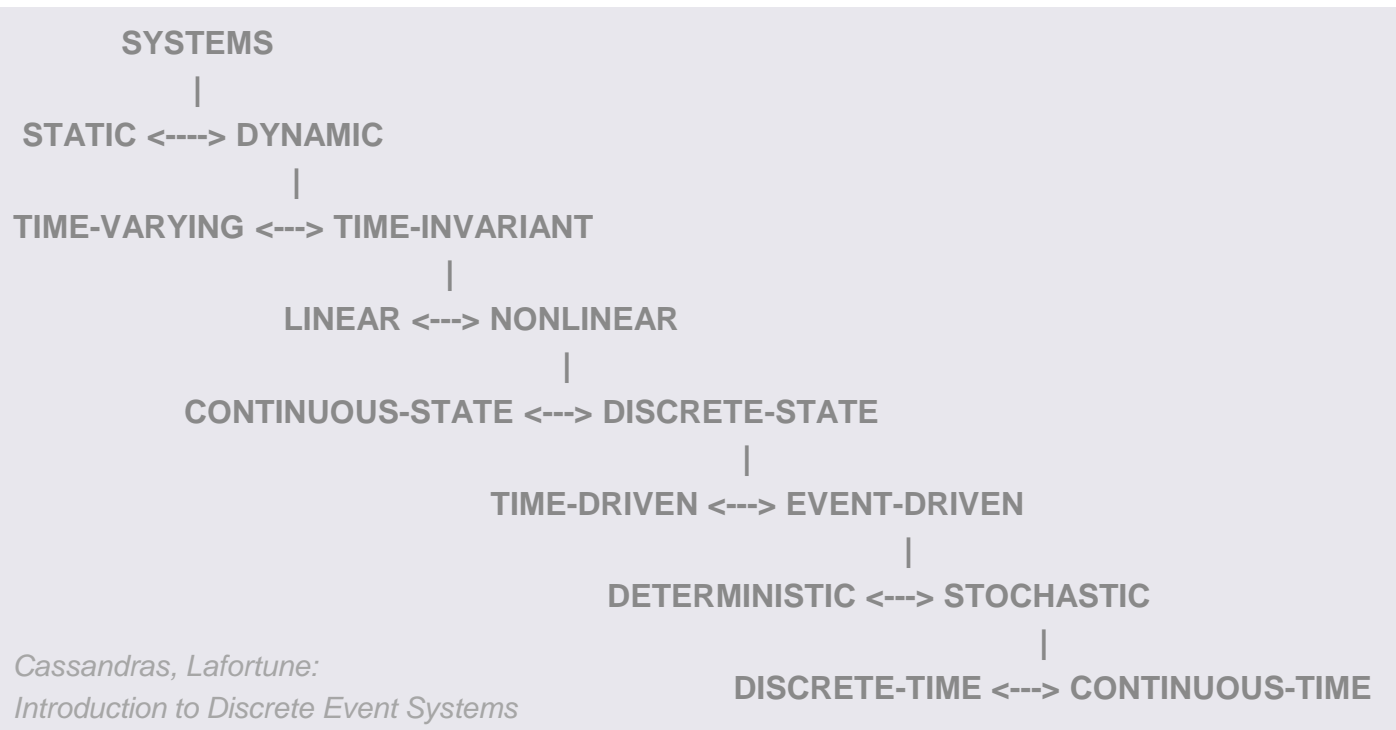 SYSTEMS
|
STATIC <----> DYNAMIC
|
TIME-VARYING <---> TIME-INVARIANT
|
LINEAR <---> NONLINEAR
|
CONTINUOUS-STATE <---> DISCRETE-STATE
|
TIME-DRIVEN <---> EVENT-DRIVEN
|
DETERMINISTIC <---> STOCHASTIC
|
DISCRETE-TIME <---> CONTINUOUS-TIME
Cassandras, Lafortune:
Introduction to Discrete Event Systems